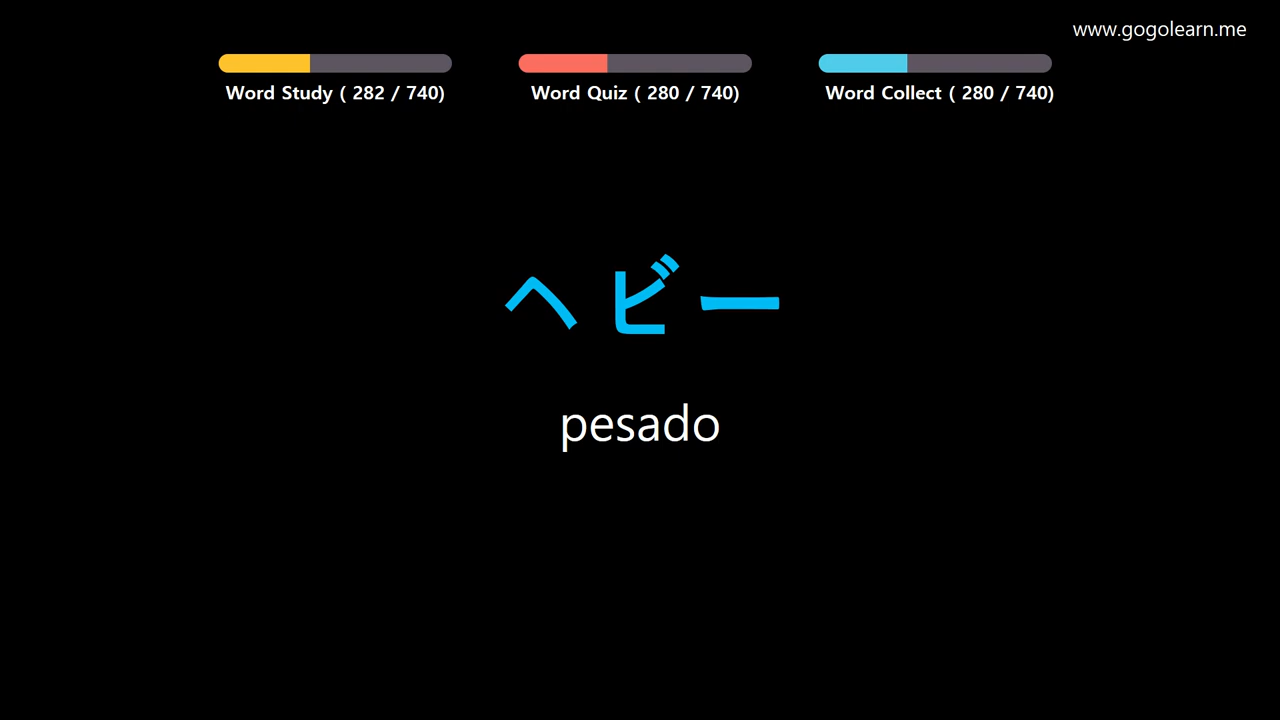 www.gogolearn.me
Word Study ( 282 / 740)
Word Quiz ( 280 / 740)
Word Collect ( 280 / 740)
ヘビー
pesado